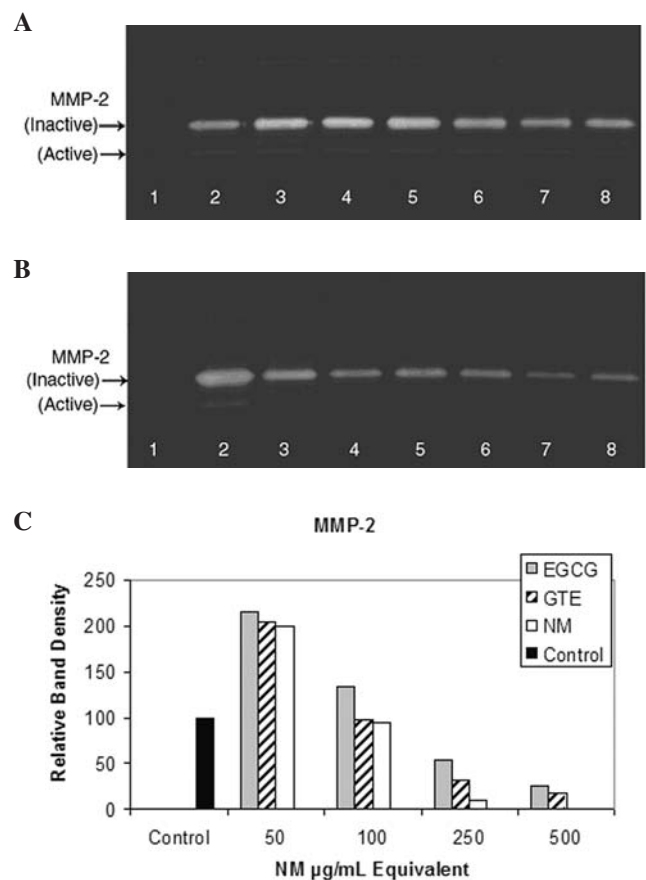 A
MMP-2
(Inactive)
(Active)
1 2 3 4 5 6 7 8
B
MMP-2
(Inactive)
(Active)
1 2 3 4 5 6 7 8
C
MMP-2
Relative Band Density
250
200
150
100
50
0
EGCG
GTE
NM
Control
Control 50 100 250 500
NM µg/mL Equivalent